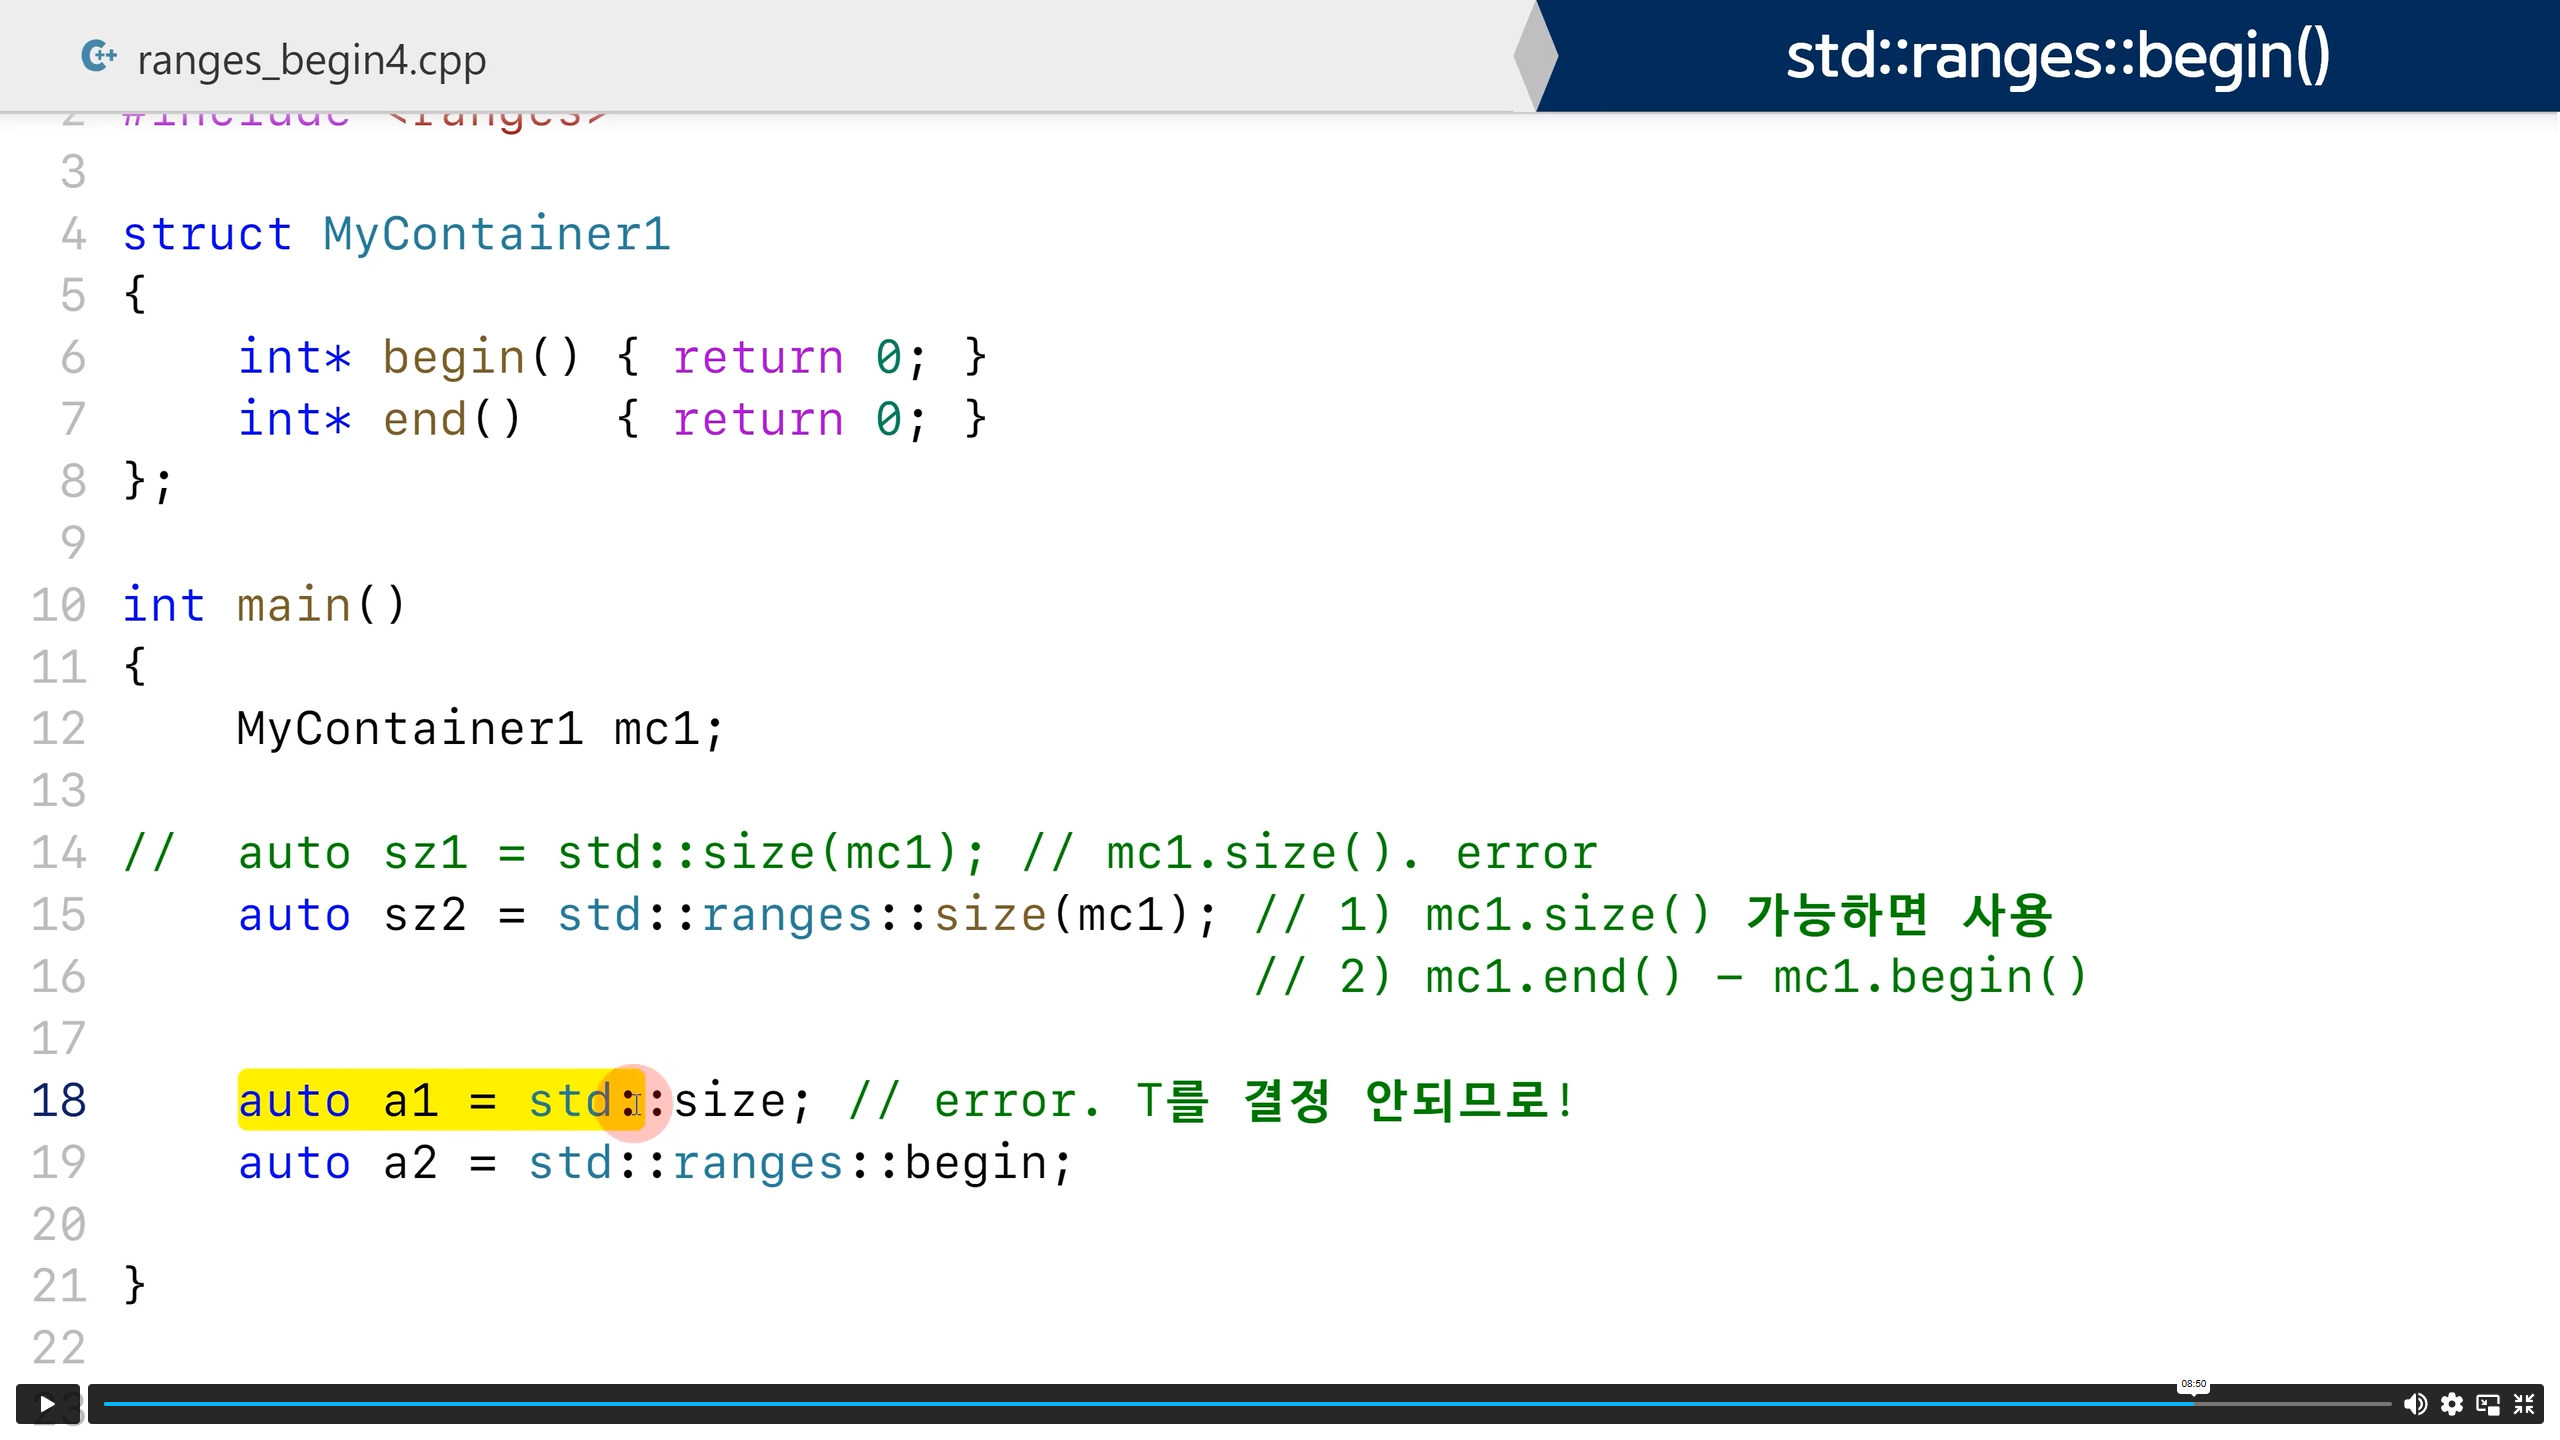 ranges_begin4.cpp
std::ranges::begin()
2 #include <ranges>
3
4 struct MyContainer1
5 {
6     int* begin() { return 0; }
7     int* end()   { return 0; }
8 };
9
10 int main()
11 {
12     MyContainer1 mc1;
13
14 //  auto sz1 = std::size(mc1); // mc1.size(). error
15     auto sz2 = std::ranges::size(mc1); // 1) mc1.size() 가능하면 사용
16                                        // 2) mc1.end() - mc1.begin()
17
18     auto a1 = std::size; // error. T를 결정 안되므로!
19     auto a2 = std::ranges::begin;
20
21 }
22
23
08:50